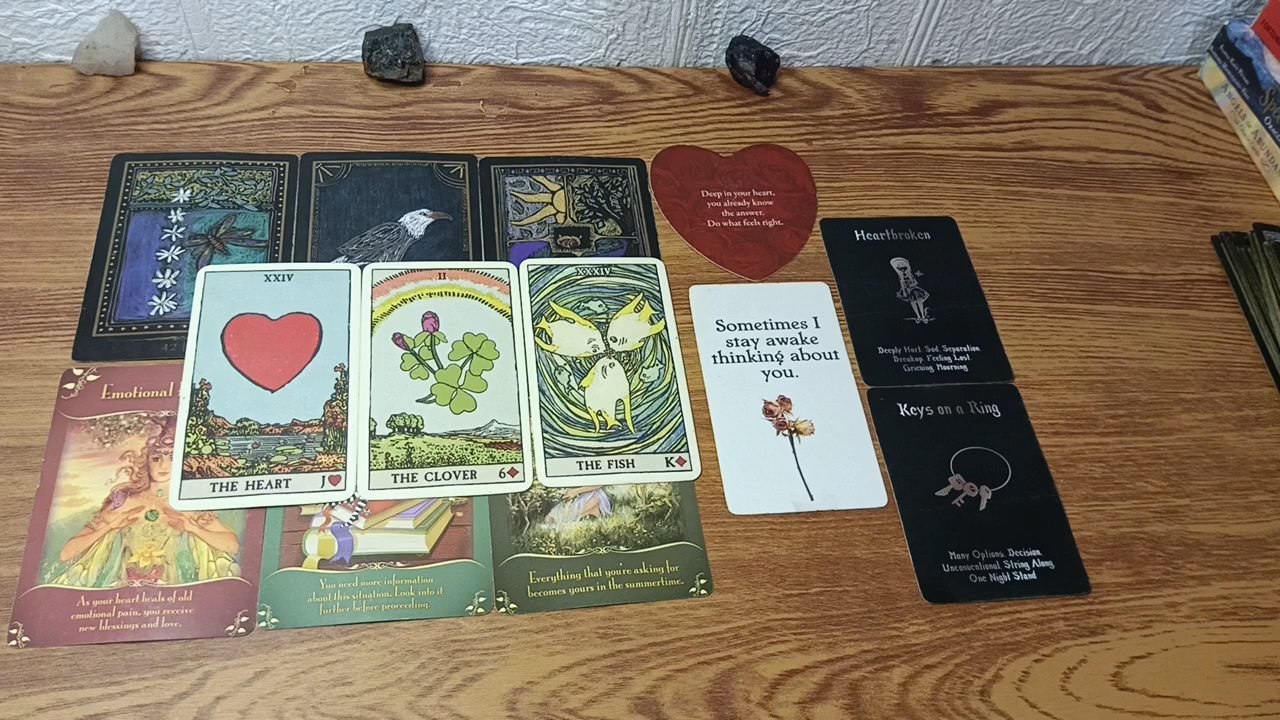 42
Deep in your heart,
you already know
the answer.
Do what feels right.
Heartbroken
Deeply Hurt. Sad. Separation.
Breakup. Feeling Lost.
Grieving. Mourning
XXIV
THE HEART J
II
THE CLOVER 6
XXXIV
THE FISH K
Sometimes I
stay awake
thinking about
you.
Keys on a Ring
Many Options. Decision.
Unconventional. String Along
One Night Stand
Emotional
As your heart heals of old
emotional pain, you receive
new blessings and love.
You need more information
about this situation. Look into it
further before proceeding.
Everything that you're asking for
becomes yours in the summertime.